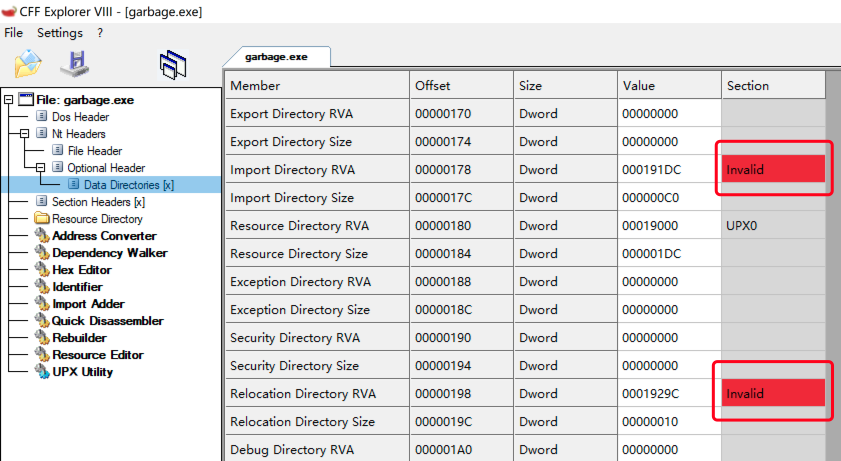 CFF Explorer VIII - [garbage.exe]
File Settings ?
garbage.exe
File: garbage.exe
Dos Header
Nt Headers
File Header
Optional Header
Data Directories [x]
Section Headers [x]
Resource Directory
Address Converter
Dependency Walker
Hex Editor
Identifier
Import Adder
Quick Disassembler
Rebuilder
Resource Editor
UPX Utility
Member Offset Size Value Section
Export Directory RVA 00000170 Dword 00000000
Export Directory Size 00000174 Dword 00000000
Import Directory RVA 00000178 Dword 000191DC Invalid
Import Directory Size 0000017C Dword 000000C0
Resource Directory RVA 00000180 Dword 00019000 UPX0
Resource Directory Size 00000184 Dword 000001DC
Exception Directory RVA 00000188 Dword 00000000
Exception Directory Size 0000018C Dword 00000000
Security Directory RVA 00000190 Dword 00000000
Security Directory Size 00000194 Dword 00000000
Relocation Directory RVA 00000198 Dword 0001929C Invalid
Relocation Directory Size 0000019C Dword 00000010
Debug Directory RVA 000001A0 Dword 00000000